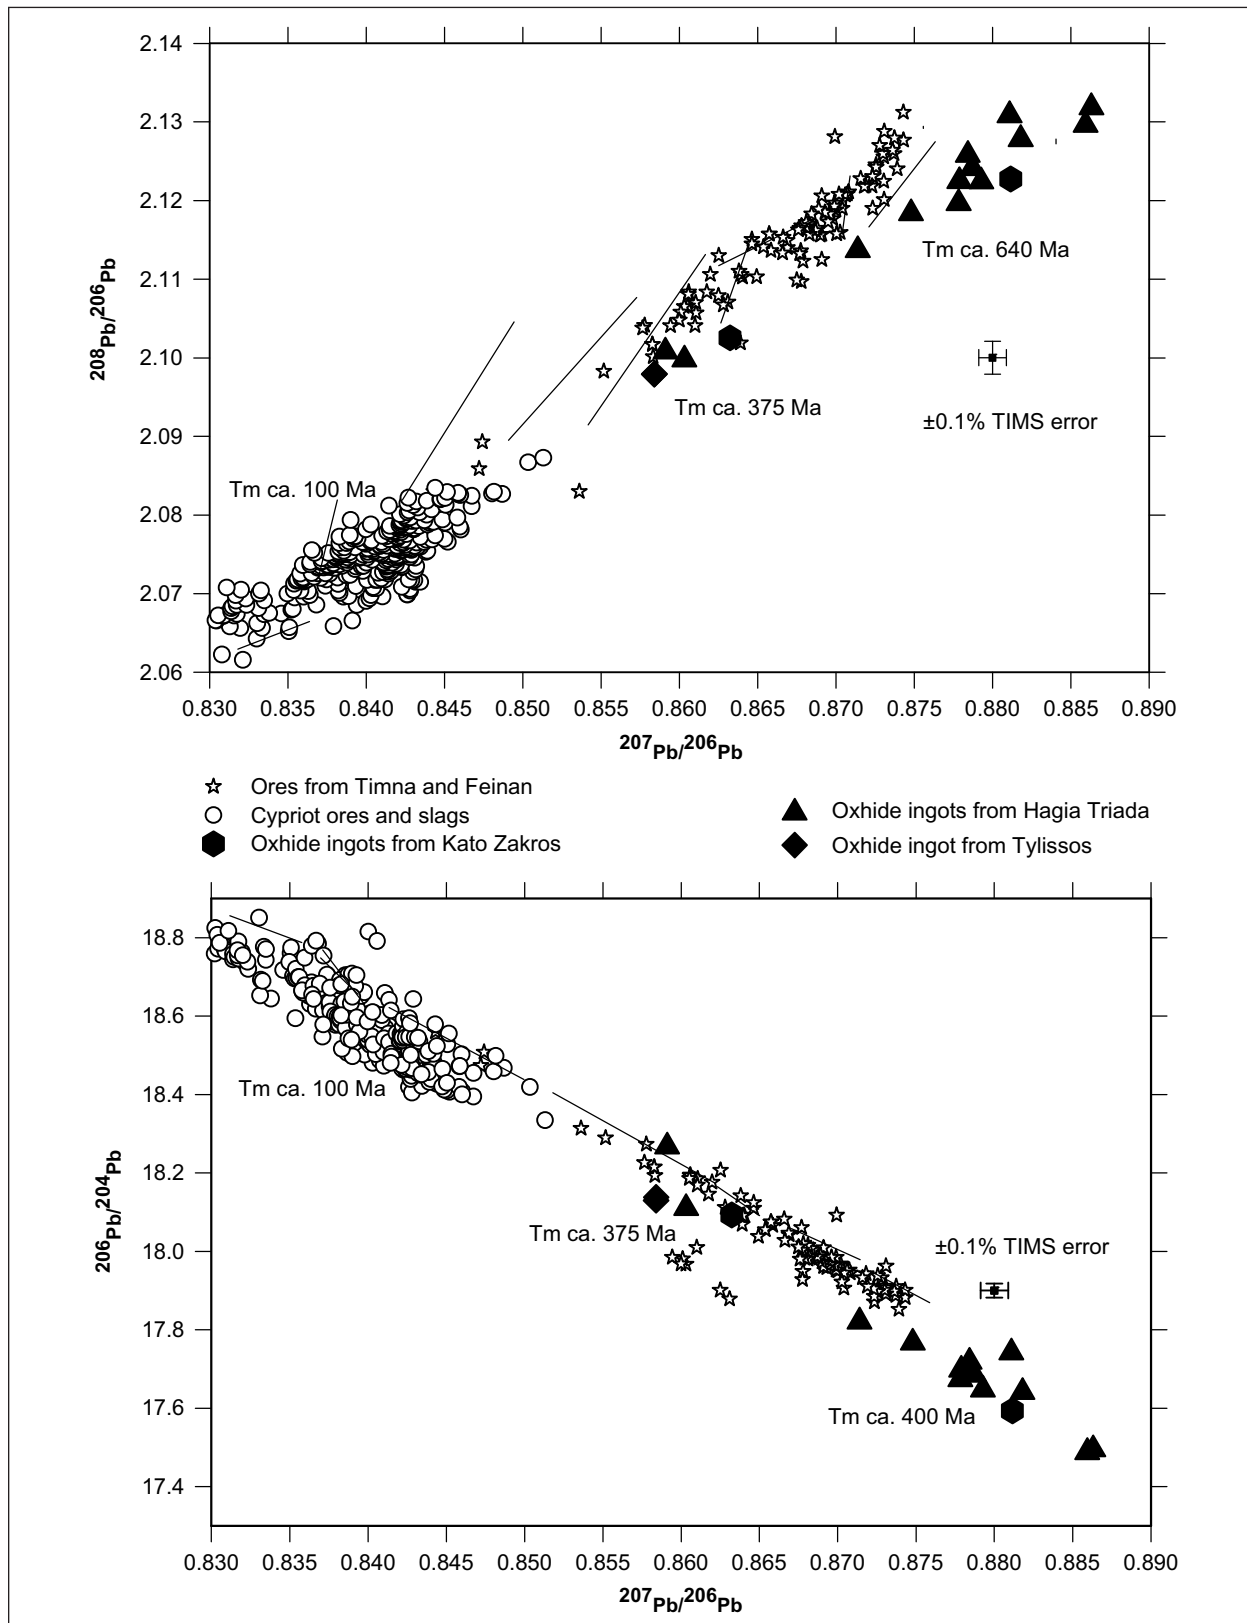 2.14
2.13
2.12
2.11
2.10
2.09
2.08
2.07
2.06
208Pb/206Pb
Tm ca. 640 Ma
Tm ca. 375 Ma
±0.1% TIMS error
Tm ca. 100 Ma
0.830 0.835 0.840 0.845 0.850 0.855 0.860 0.865 0.870 0.875 0.880 0.885 0.890
207Pb/206Pb
Ores from Timna and Feinan
Cypriot ores and slags
Oxhide ingots from Kato Zakros
Oxhide ingots from Hagia Triada
Oxhide ingot from Tylissos
18.8
18.6
18.4
18.2
18.0
17.8
17.6
17.4
206Pb/204Pb
Tm ca. 100 Ma
Tm ca. 375 Ma
±0.1% TIMS error
Tm ca. 400 Ma
0.830 0.835 0.840 0.845 0.850 0.855 0.860 0.865 0.870 0.875 0.880 0.885 0.890
207Pb/206Pb